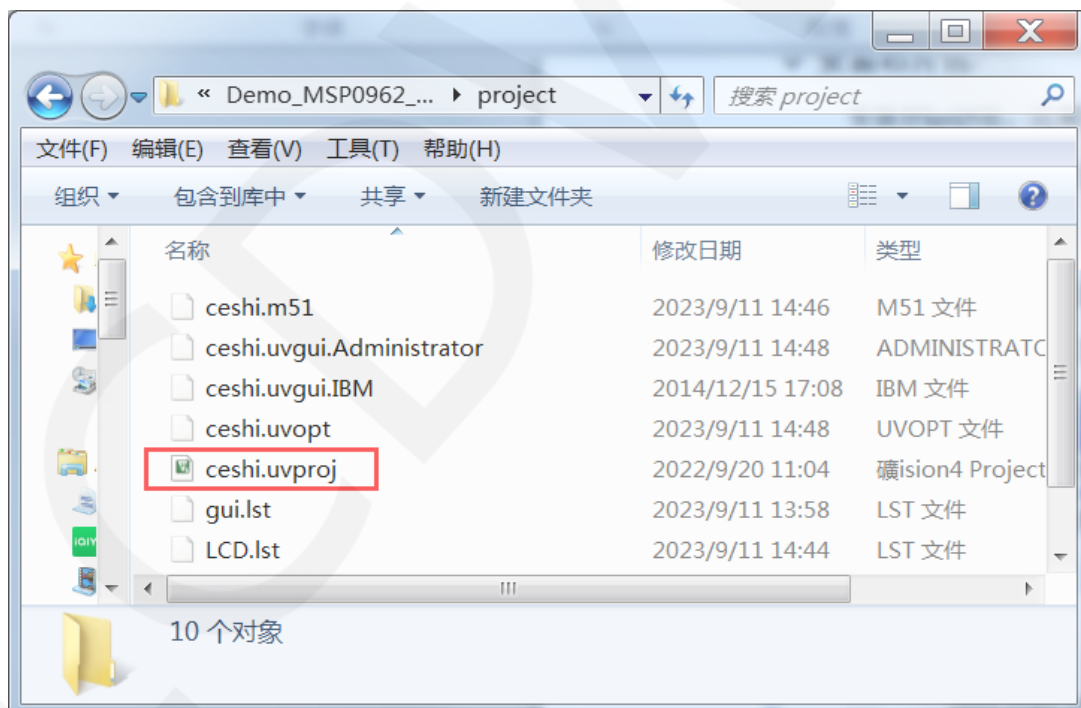 « Demo_MSP0962_... project 搜索 project
文件(F) 编辑(E) 查看(V) 工具(T) 帮助(H)
组织 包含到库中 共享 新建文件夹
名称 修改日期 类型
ceshi.m51 2023/9/11 14:46 M51 文件
ceshi.uvgui.Administrator 2023/9/11 14:48 ADMINISTRATC
ceshi.uvgui.IBM 2014/12/15 17:08 IBM 文件
ceshi.uvopt 2023/9/11 14:48 UVOPT 文件
ceshi.uvproj 2022/9/20 11:04 礦ision4 Project
gui.lst 2023/9/11 13:58 LST 文件
LCD.lst 2023/9/11 14:44 LST 文件
10 个对象